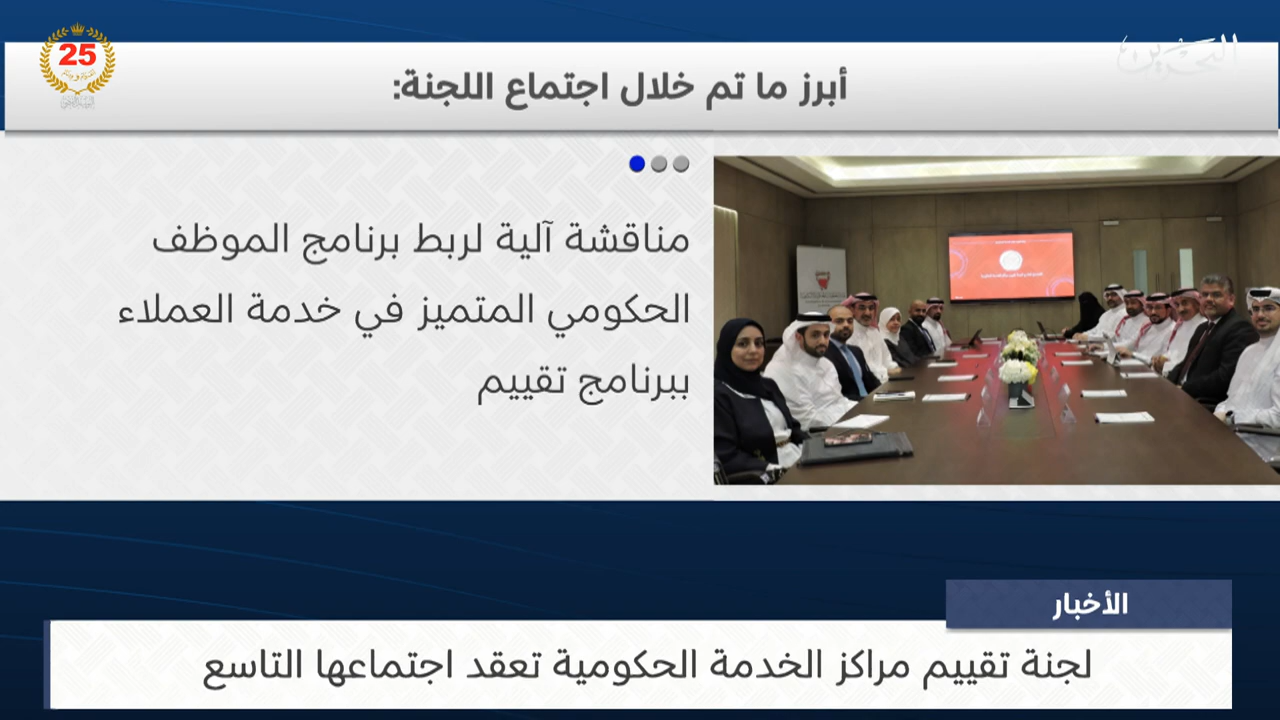 البحرين
25
أبرز ما تم خلال اجتماع اللجنة:
مناقشة آلية لربط برنامج الموظف
الحكومي المتميز في خدمة العملاء
ببرنامج تقييم
الأخبار
لجنة تقييم مراكز الخدمة الحكومية تعقد اجتماعها التاسع